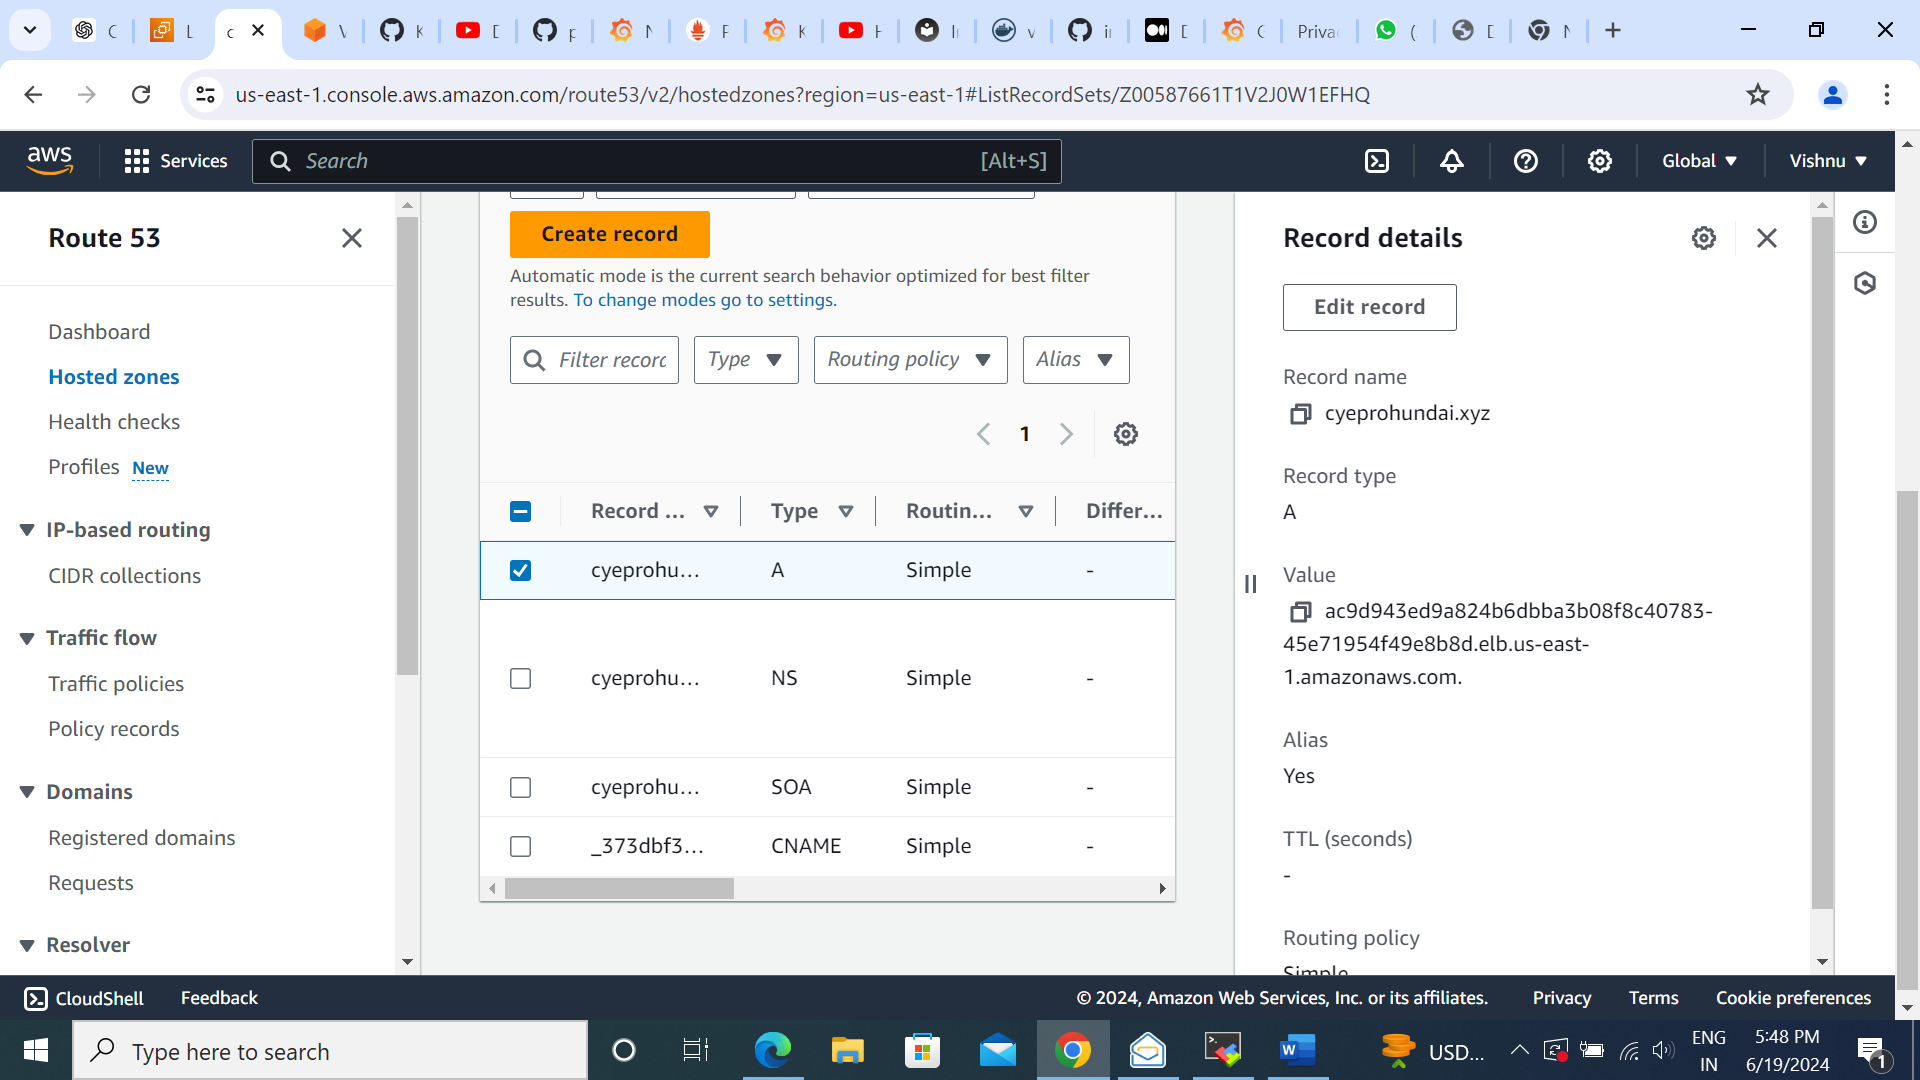 us-east-1.console.aws.amazon.com/route53/v2/hostedzones?region=us-east-1#ListRecordSets/Z00587661T1V2J0W1EFHQ
aws
Services
Search
[Alt+S]
Global
Vishnu
Route 53
Dashboard
Hosted zones
Health checks
Profiles New
IP-based routing
CIDR collections
Traffic flow
Traffic policies
Policy records
Domains
Registered domains
Requests
Resolver
Create record
Automatic mode is the current search behavior optimized for best filter
results. To change modes go to settings.
Filter recorc
Type
Routing policy
Alias
1
Record ...
Type
Routin...
Differ...
cyeprohu... A Simple -
cyeprohu... NS Simple -
cyeprohu... SOA Simple -
_373dbf3... CNAME Simple -
Record details
Edit record
Record name
cyeprohundai.xyz
Record type
A
Value
ac9d943ed9a824b6dbba3b08f8c40783-
45e71954f49e8b8d.elb.us-east-
1.amazonaws.com.
Alias
Yes
TTL (seconds)
-
Routing policy
Simple
CloudShell
Feedback
© 2024, Amazon Web Services, Inc. or its affiliates.
Privacy
Terms
Cookie preferences
Type here to search
USD...
ENG
IN
5:48 PM
6/19/2024
1